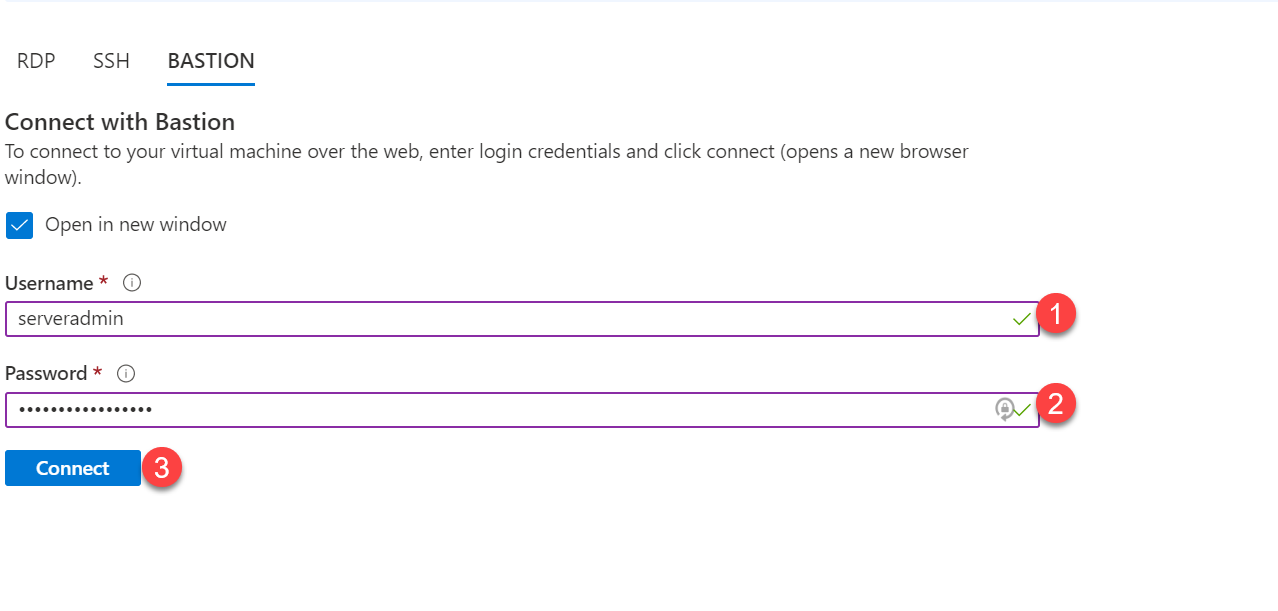 RDP SSH BASTION
Connect with Bastion
To connect to your virtual machine over the web, enter login credentials and click connect (opens a new browser
window).
Open in new window
Username *
serveradmin
1
Password *
•••••••••••••••••
2
Connect
3